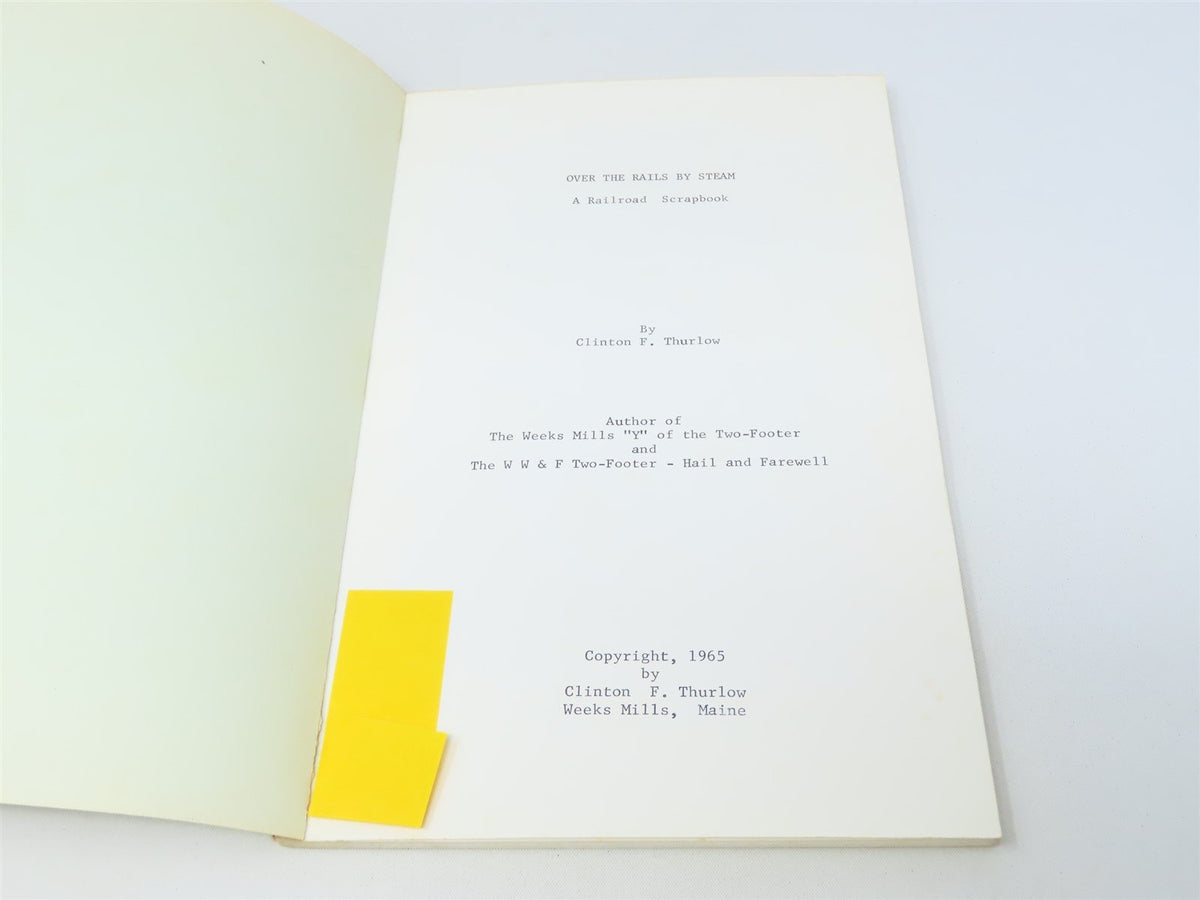 OVER THE RAILS BY STEAM
A Railroad Scrapbook
By
Clinton F. Thurlow
Author of
The Weeks Mills "Y" of the Two-Footer
and
The W W & F Two-Footer - Hail and Farewell
Copyright, 1965
by
Clinton F. Thurlow
Weeks Mills, Maine